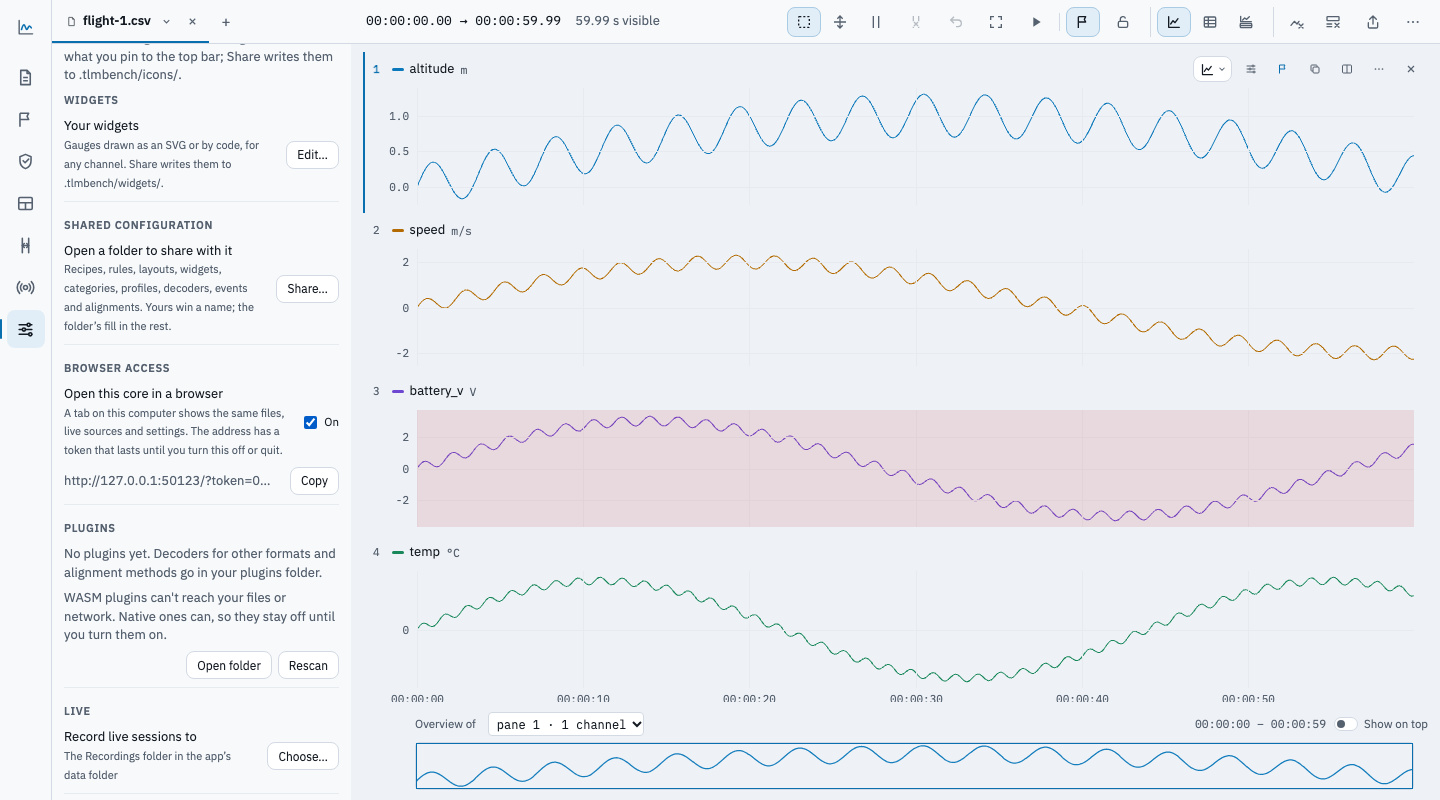 flight-1.csv
00:00:00.00 → 00:00:59.99 59.99 s visible
what you pin to the top bar; Share writes them
to .tlmbench/icons/.
WIDGETS
Your widgets
Gauges drawn as an SVG or by code, for
any channel. Share writes them to
.tlmbench/widgets/.
Edit...
SHARED CONFIGURATION
Open a folder to share with it
Recipes, rules, layouts, widgets,
categories, profiles, decoders, events
and alignments. Yours win a name; the
folder's fill in the rest.
Share...
BROWSER ACCESS
Open this core in a browser
A tab on this computer shows the same files,
live sources and settings. The address has a
token that lasts until you turn this off or quit.
On
http://127.0.0.1:50123/?token=0...
Copy
PLUGINS
No plugins yet. Decoders for other formats and
alignment methods go in your plugins folder.
WASM plugins can't reach your files or
network. Native ones can, so they stay off until
you turn them on.
Open folder
Rescan
LIVE
Record live sessions to
The Recordings folder in the app's
data folder
Choose...
1 altitude m
1.0
0.5
0.0
2 speed m/s
2
0
-2
3 battery_v V
2
0
-2
4 temp °C
0
00:00:00 00:00:10 00:00:20 00:00:30 00:00:40 00:00:50
Overview of pane 1 · 1 channel
00:00:00 – 00:00:59 Show on top